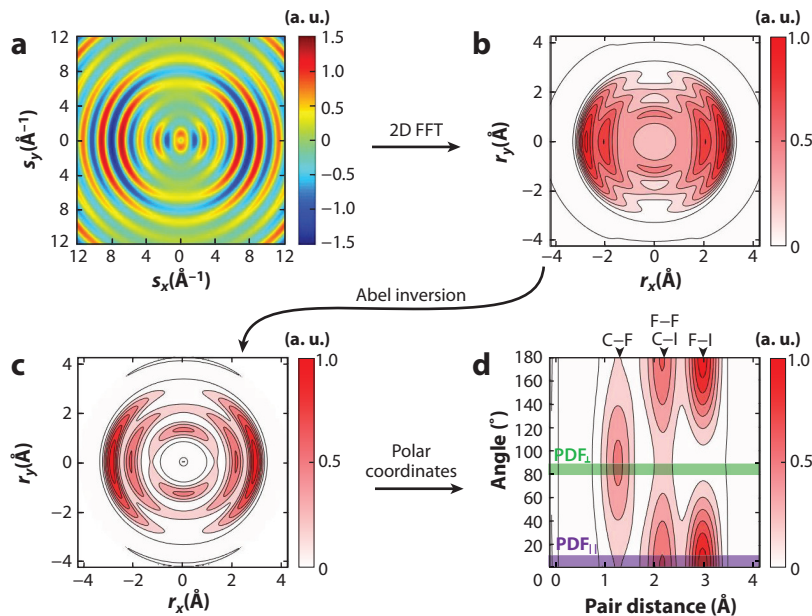 a
(a. u.)
12
8
4
0
4
8
12
s_y(Å⁻¹)
12 8 4 0 4 8 12
s_x(Å⁻¹)
1.5
1.0
0.5
0
−0.5
−1.0
−1.5
2D FFT
b
(a. u.)
4
2
0
−2
−4
r_y(Å)
−4 −2 0 2 4
r_x(Å)
1.0
0.5
0
Abel inversion
c
(a. u.)
4
2
0
−2
−4
r_y(Å)
−4 −2 0 2 4
r_x(Å)
1.0
0.5
0
Polar
coordinates
d
F–F
C–F C–I F–I
(a. u.)
180
160
140
120
100
80
60
40
20
0
Angle(°)
PDF⊥
PDF||
0 1 2 3 4
Pair distance (Å)
1.0
0.5
0